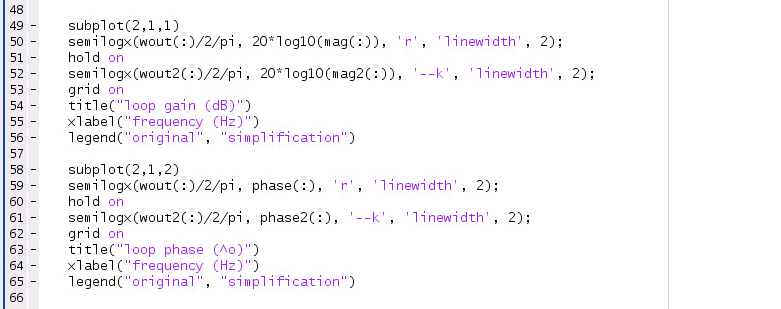 48
49 - subplot(2,1,1)
50 - semilogx(wout(:)/2/pi, 20*log10(mag(:)), 'r', 'linewidth', 2);
51 - hold on
52 - semilogx(wout2(:)/2/pi, 20*log10(mag2(:)), '--k', 'linewidth', 2);
53 - grid on
54 - title("loop gain (dB)")
55 - xlabel("frequency (Hz)")
56 - legend("original", "simplification")
57
58 - subplot(2,1,2)
59 - semilogx(wout(:)/2/pi, phase(:), 'r', 'linewidth', 2);
60 - hold on
61 - semilogx(wout2(:)/2/pi, phase2(:), '--k', 'linewidth', 2);
62 - grid on
63 - title("loop phase (^o)")
64 - xlabel("frequency (Hz)")
65 - legend("original", "simplification")
66